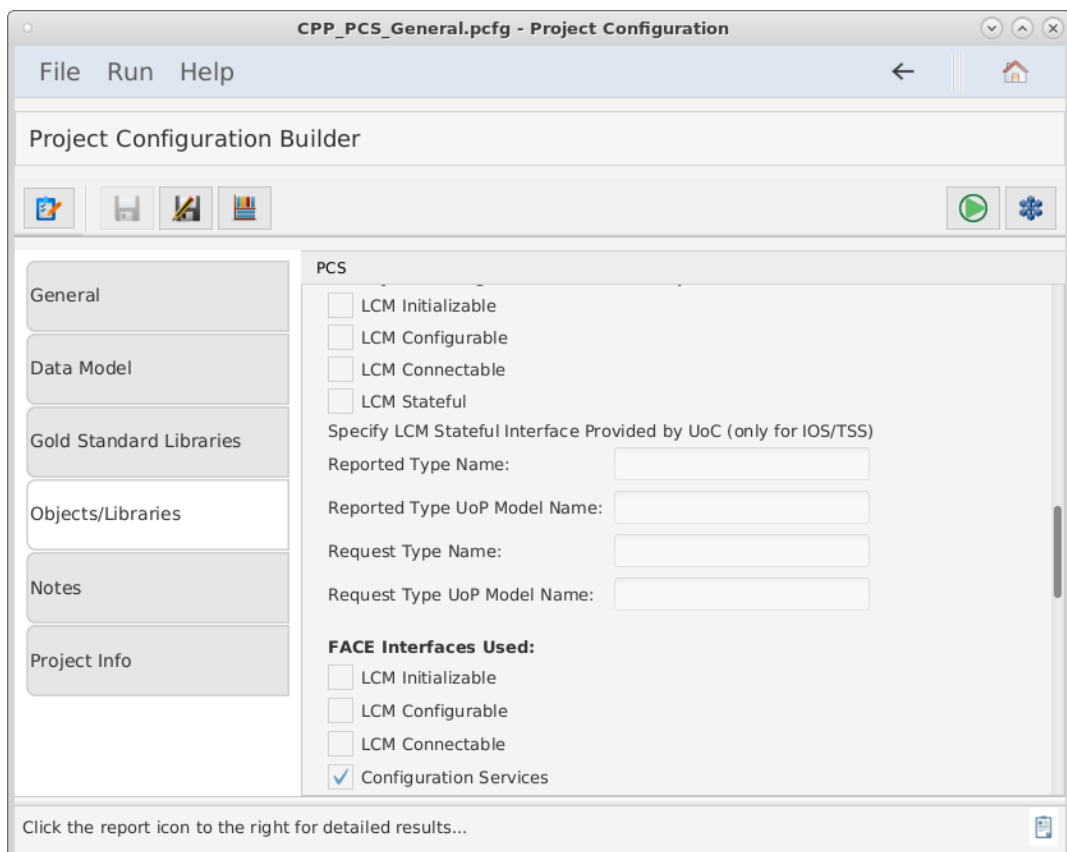 CPP_PCS_General.pcfg - Project Configuration
File Run Help
Project Configuration Builder
General
Data Model
Gold Standard Libraries
Objects/Libraries
Notes
Project Info
PCS
LCM Initializable
LCM Configurable
LCM Connectable
LCM Stateful
Specify LCM Stateful Interface Provided by UoC (only for IOS/TSS)
Reported Type Name:
Reported Type UoP Model Name:
Request Type Name:
Request Type UoP Model Name:
FACE Interfaces Used:
LCM Initializable
LCM Configurable
LCM Connectable
Configuration Services
Click the report icon to the right for detailed results...